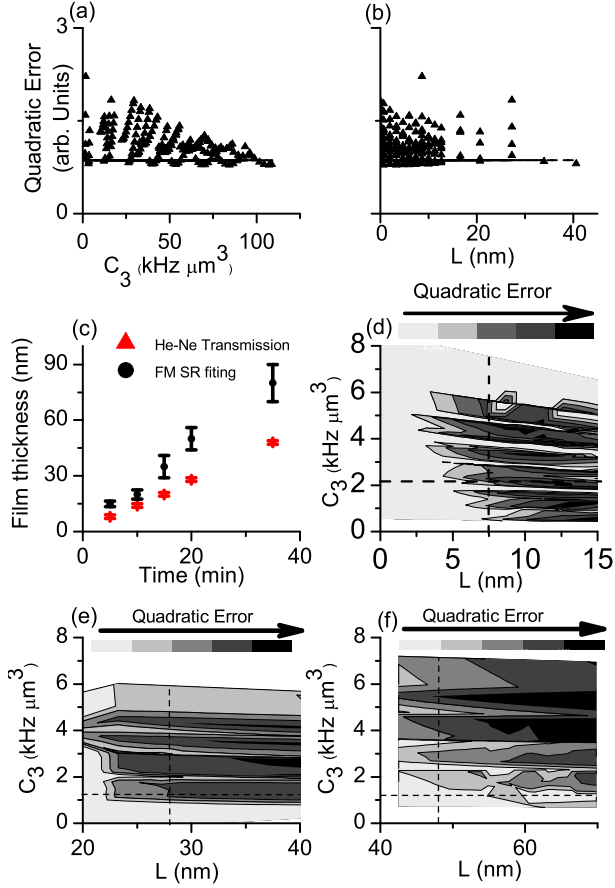 (a)
3
0
Quadratic Error
(arb. Units)
0 50 100
C3 (kHz μm3)
(b)
0 20 40
L (nm)
(c)
He-Ne Transmission
FM SR fiting
90
60
30
0
Film thickness (nm)
0 20 40
Time (min)
Quadratic Error
(d)
8
6
4
2
0
C3 (kHz μm3)
0 5 10 15
L (nm)
(e)
Quadratic Error
8
6
4
2
0
C3 (kHz μm3)
20 30 40
L (nm)
(f)
Quadratic Error
8
6
4
2
0
C3 (kHz μm3)
40 60
L (nm)